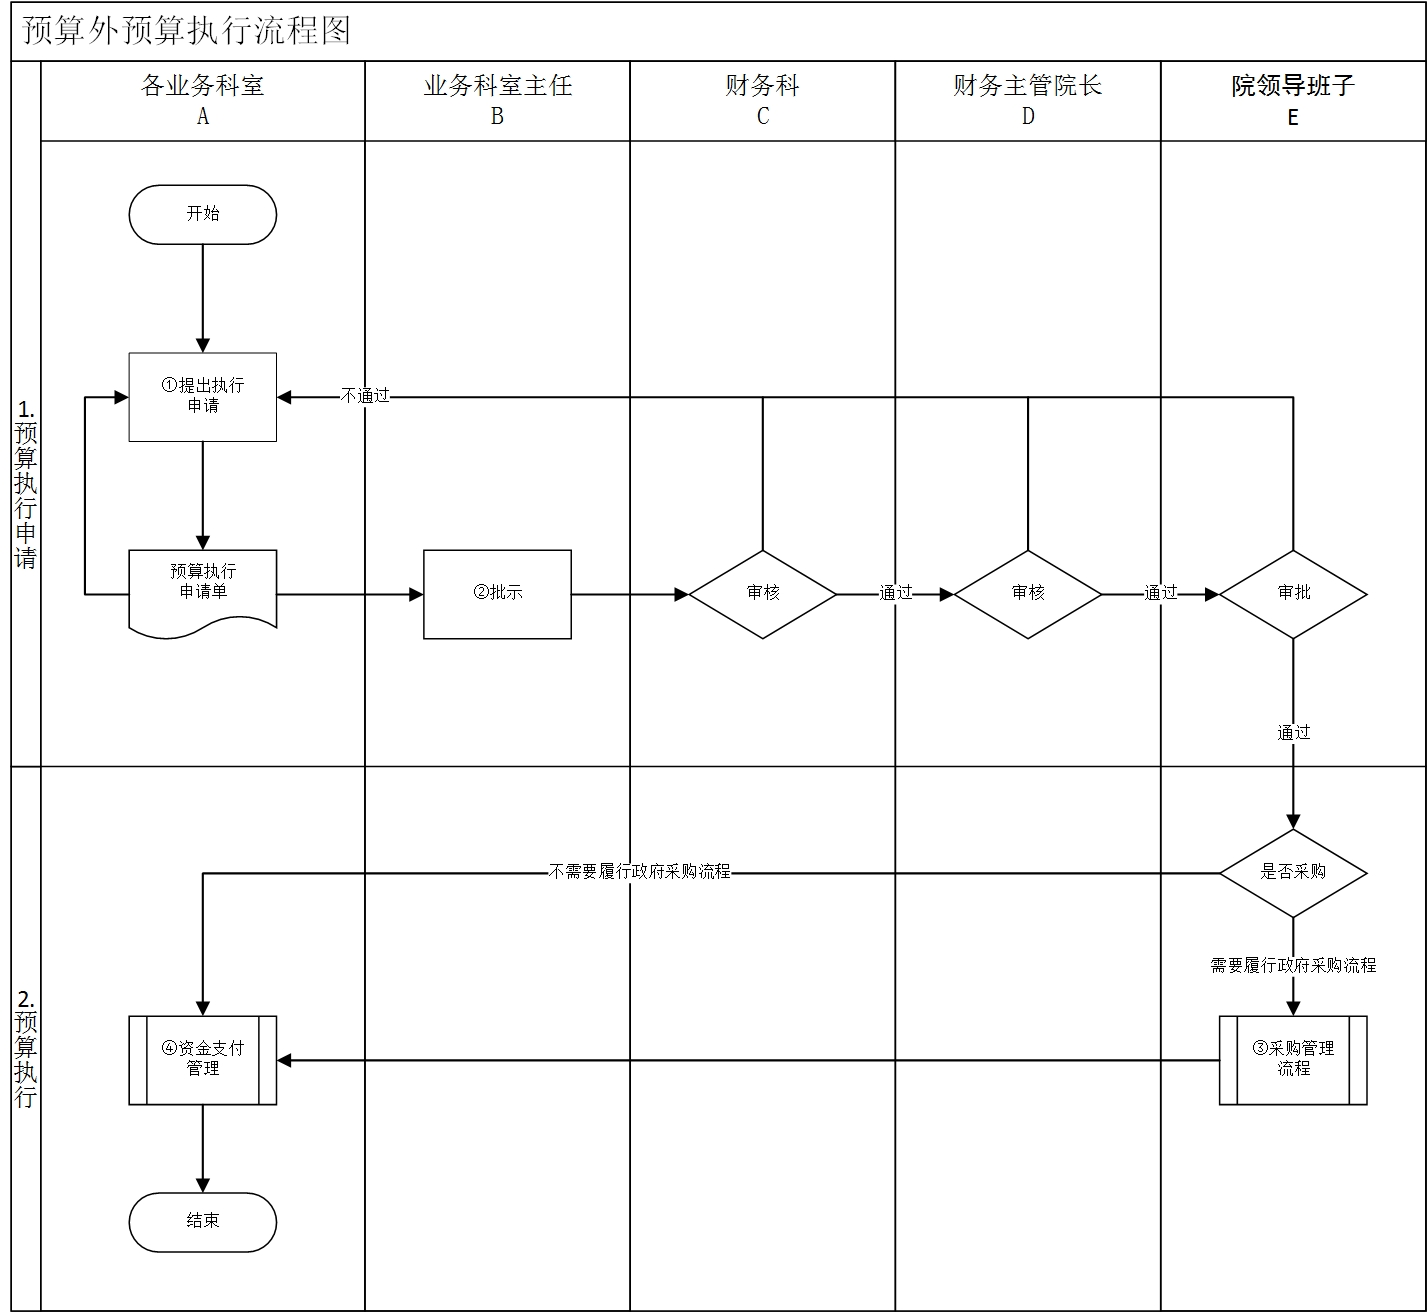 预算外预算执行流程图
各业务科室
A
业务科室主任
B
财务科
C
财务主管院长
D
院领导班子
E
1.
预算执行申请
开始
①提出执行
申请
不通过
预算执行
申请单
②批示
审核
通过
审核
通过
审批
通过
2.
预算执行
不需要履行政府采购流程
是否采购
需要履行政府采购流程
④资金支付
管理
③采购管理
流程
结束